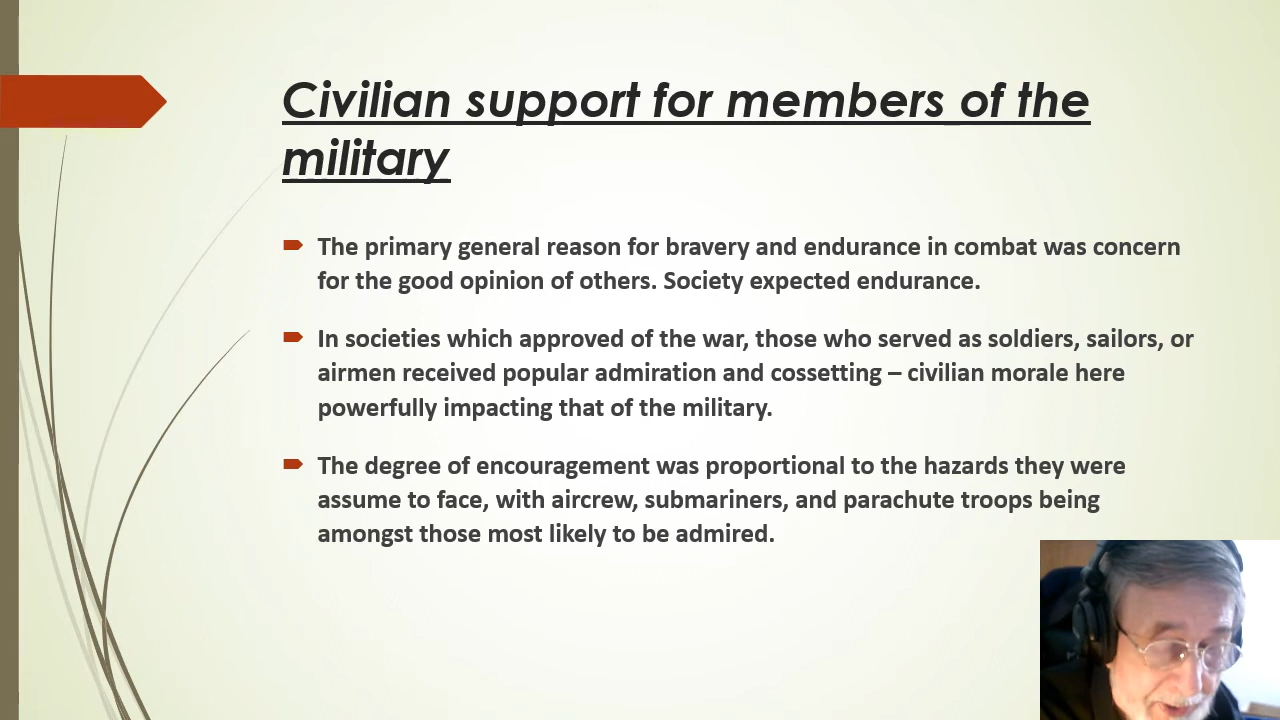 Civilian support for members of the
military
The primary general reason for bravery and endurance in combat was concern
for the good opinion of others. Society expected endurance.
In societies which approved of the war, those who served as soldiers, sailors, or
airmen received popular admiration and cossetting – civilian morale here
powerfully impacting that of the military.
The degree of encouragement was proportional to the hazards they were
assume to face, with aircrew, submariners, and parachute troops being
amongst those most likely to be admired.